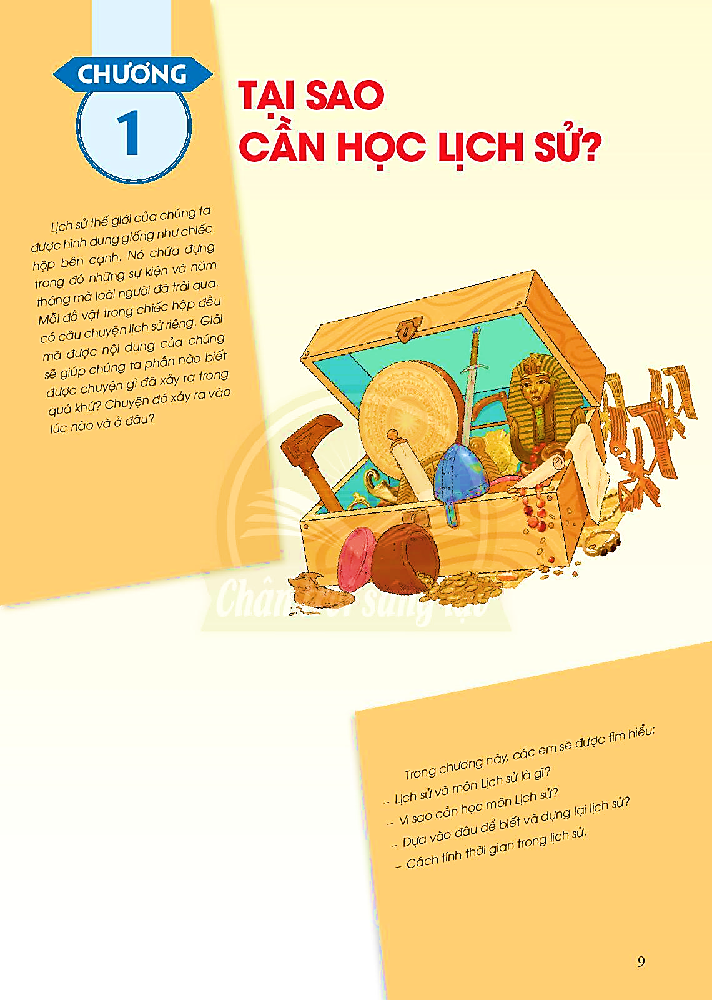 CHƯƠNG
1
TẠI SAO
CẦN HỌC LỊCH SỬ?
Lịch sử thế giới của chúng ta
được hình dung giống như chiếc
hộp bên cạnh. Nó chứa đựng
trong đó những sự kiện và năm
tháng mà loài người đã trải qua.
Mỗi đồ vật trong chiếc hộp đều
có câu chuyện lịch sử riêng. Giải
mã được nội dung của chúng
sẽ giúp chúng ta phần nào biết
được chuyện gì đã xảy ra trong
quá khứ? Chuyện đó xảy ra vào
lúc nào và ở đâu?
Chân trời sáng tạo
Trong chương này, các em sẽ được tìm hiểu:
– Lịch sử và môn Lịch sử là gì?
– Vì sao cần học môn Lịch sử?
– Dựa vào đâu để biết và dựng lại lịch sử?
– Cách tính thời gian trong lịch sử.
9